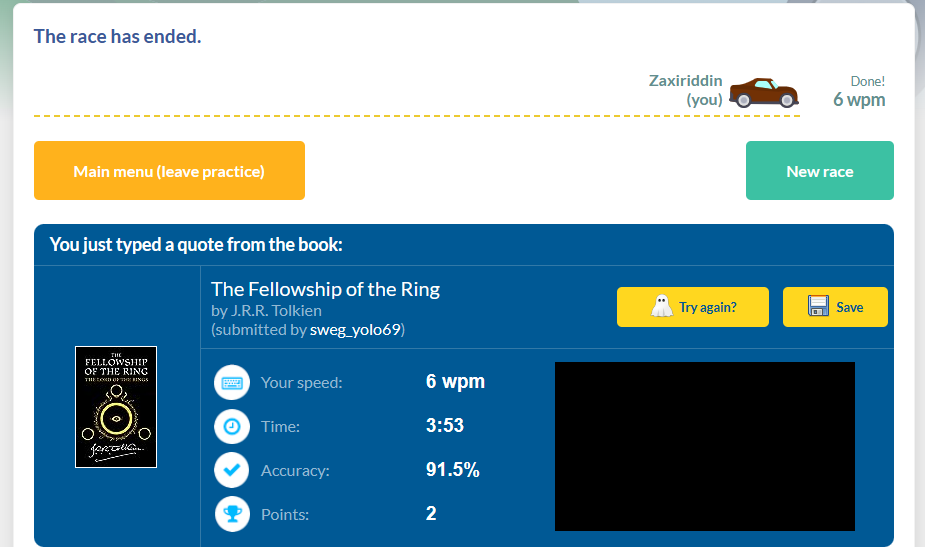 The race has ended.
Zaxiriddin
(you)
Done!
6 wpm
Main menu (leave practice)
New race
You just typed a quote from the book:
The Fellowship of the Ring
by J.R.R. Tolkien
(submitted by sweg_yolo69)
Try again?
Save
THE
FELLOWSHIP
OF THE RING
THE LORD OF THE RINGS
Your speed:
6 wpm
Time:
3:53
Accuracy:
91.5%
Points:
2